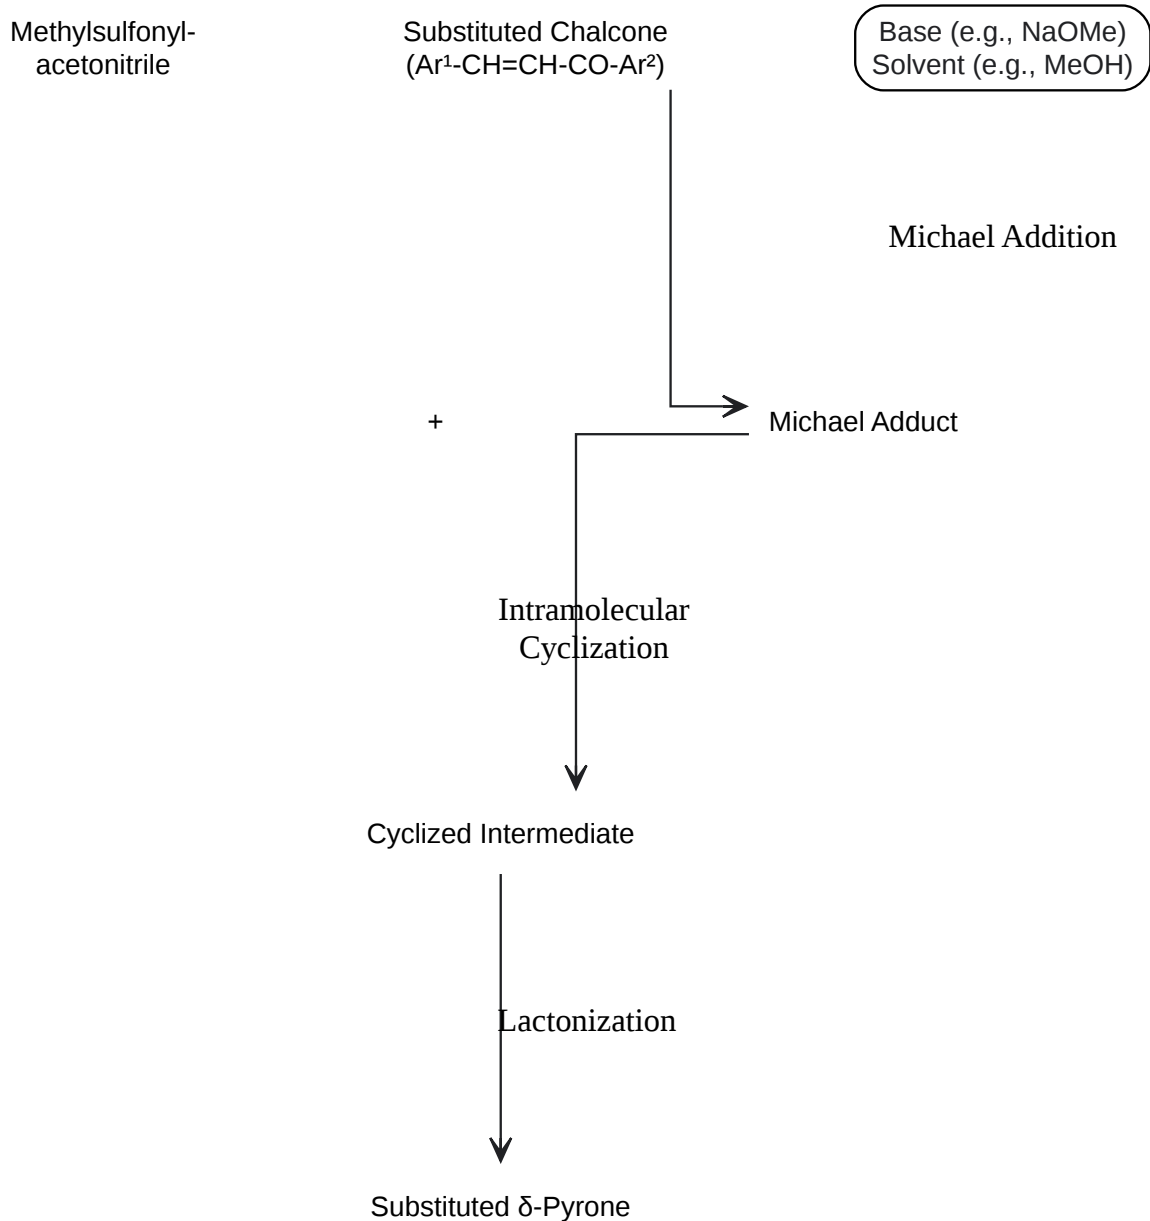 Methylsulfonyl-
acetonitrile
Substituted Chalcone
(Ar¹-CH=CH-CO-Ar²)
Base (e.g., NaOMe)
Solvent (e.g., MeOH)
Michael Addition
+
Michael Adduct
Intramolecular
Cyclization
Cyclized Intermediate
Lactonization
Substituted δ-Pyrone